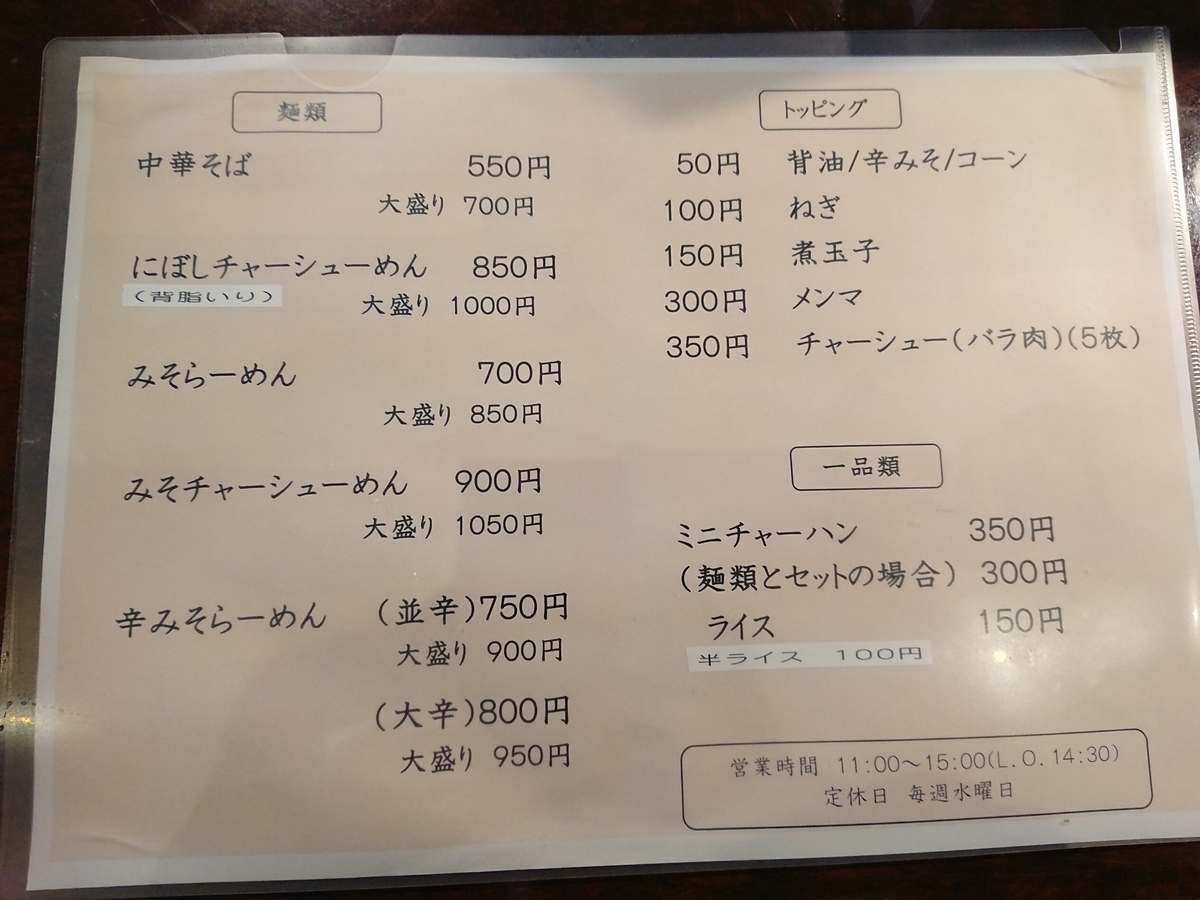 麺類
中華そば 550円
大盛り 700円
にぼしチャーシューめん 850円
(背脂いり) 大盛り 1000円
みそらーめん 700円
大盛り 850円
みそチャーシューめん 900円
大盛り 1050円
辛みそらーめん (並辛)750円
大盛り 900円
(大辛)800円
大盛り 950円
トッピング
50円 背油/辛みそ/コーン
100円 ねぎ
150円 煮玉子
300円 メンマ
350円 チャーシュー(バラ肉)(5枚)
一品類
ミニチャーハン 350円
(麺類とセットの場合) 300円
ライス 150円
半ライス 100円
営業時間 11:00～15:00(L.O.14:30)
定休日 毎週水曜日